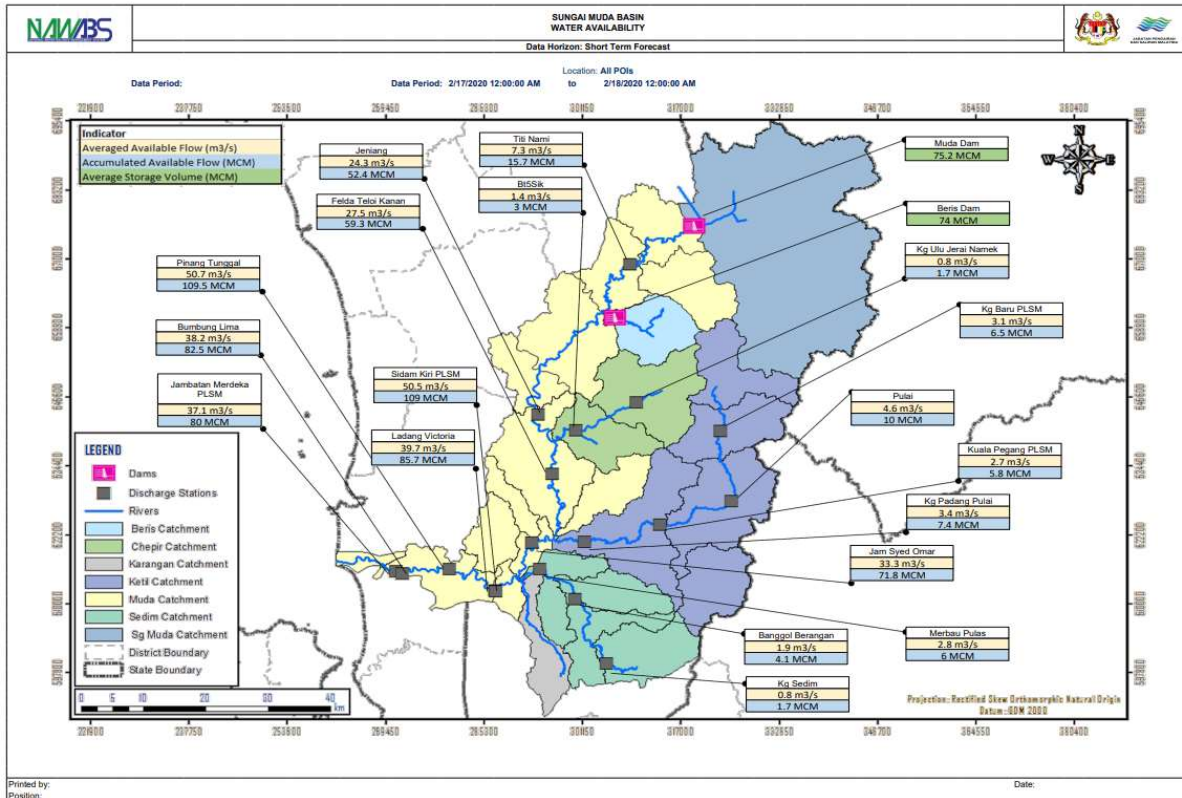 NAWABS
SUNGAI MUDA BASIN
WATER AVAILABILITY
Data Horizon: Short Term Forecast
Location: All POIs
Data Period:
Data Period: 2/17/2020 12:00:00 AM to 2/18/2020 12:00:00 AM
Indicator
Averaged Available Flow (m3/s)
Accumulated Available Flow (MCM)
Average Storage Volume (MCM)
Titi Nami
7.3 m3/s
15.7 MCM
Jeniang
24.3 m3/s
52.4 MCM
Bt5Sik
1.4 m3/s
3 MCM
Felda Teloi Kanan
27.5 m3/s
59.3 MCM
Muda Dam
75.2 MCM
Beris Dam
74 MCM
Kg Ulu Jerai Namek
0.8 m3/s
1.7 MCM
Pinang Tunggal
50.7 m3/s
109.5 MCM
Kg Baru PLSM
3.1 m3/s
6.5 MCM
Bumbung Lima
38.2 m3/s
82.5 MCM
Jambatan Merdeka
PLSM
37.1 m3/s
80 MCM
Sidam Kiri PLSM
50.5 m3/s
109 MCM
Ladang Victoria
39.7 m3/s
85.7 MCM
Pulai
4.6 m3/s
10 MCM
Kuala Pegang PLSM
2.7 m3/s
5.8 MCM
Kg Padang Pulai
3.4 m3/s
7.4 MCM
Jam Syed Omar
33.3 m3/s
71.8 MCM
Merbau Pulas
2.8 m3/s
6 MCM
Banggol Berangan
1.9 m3/s
4.1 MCM
Kg Sedim
0.8 m3/s
1.7 MCM
N
W E
S
LEGEND
Dams
Discharge Stations
Rivers
Beris Catchment
Chepir Catchment
Karangan Catchment
Ketil Catchment
Muda Catchment
Sedim Catchment
Sg Muda Catchment
District Boundary
State Boundary
0 5 10 20 30 40
km
Projection: Rectified Skew Orthomorphic Natural Origin
Datum: GDM 2000
Printed by:
Date:
Position: